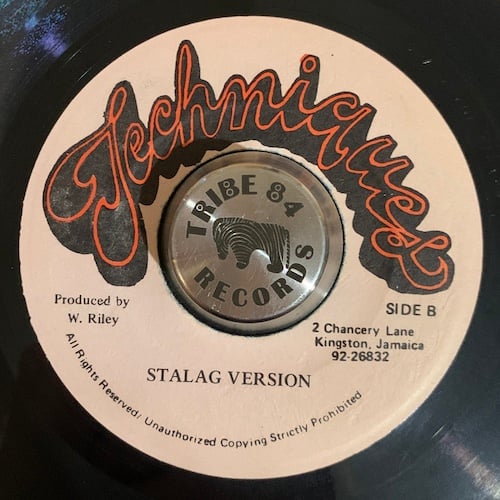 Techniques
TRIBE 84
RECORDS
Produced by
W. Riley
SIDE B
2 Chancery Lane
Kingston, Jamaica
92-26832
STALAG VERSION
All Rights Reserved/ Unauthorized Copying Strictly Prohibited